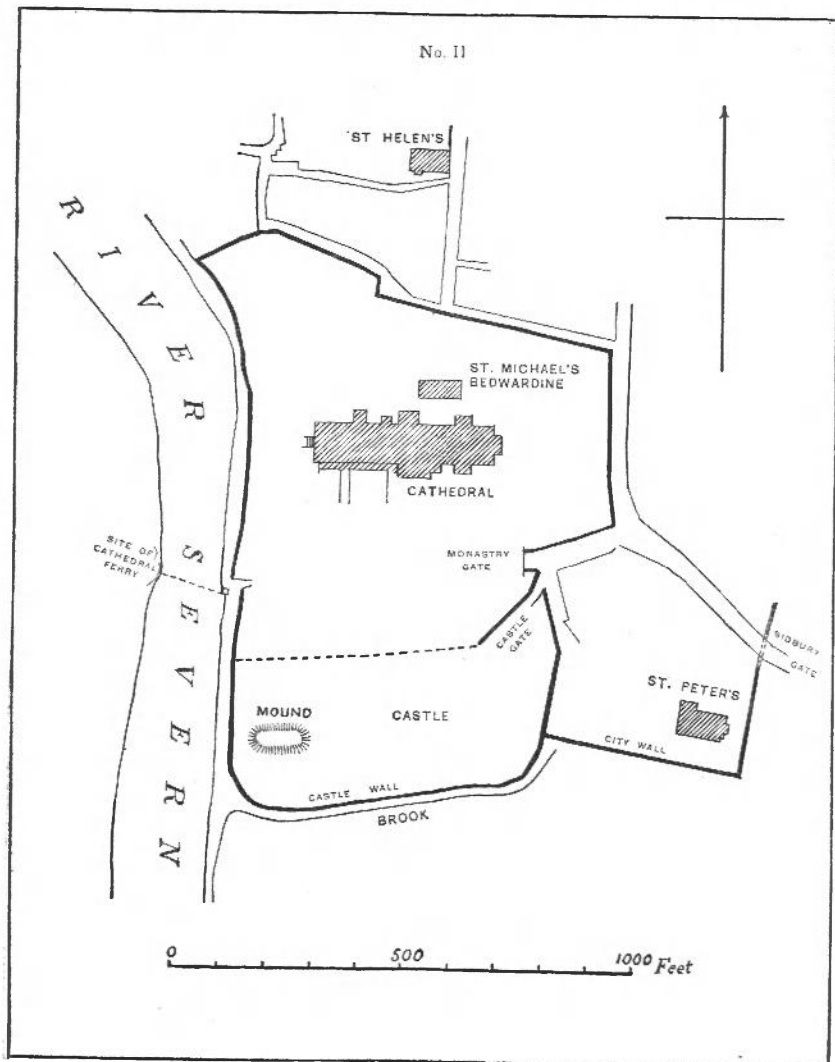 No. II
ST HELEN'S
RIVER SEVERN
ST. MICHAEL'S
BEDWARDINE
CATHEDRAL
MONASTRY
GATE
SITE OF
CATHEDRAL
FERRY
CASTLE
GATE
SIDBURY
GATE
ST. PETER'S
MOUND
CASTLE
CITY WALL
CASTLE WALL
BROOK
0 500 1000 Feet